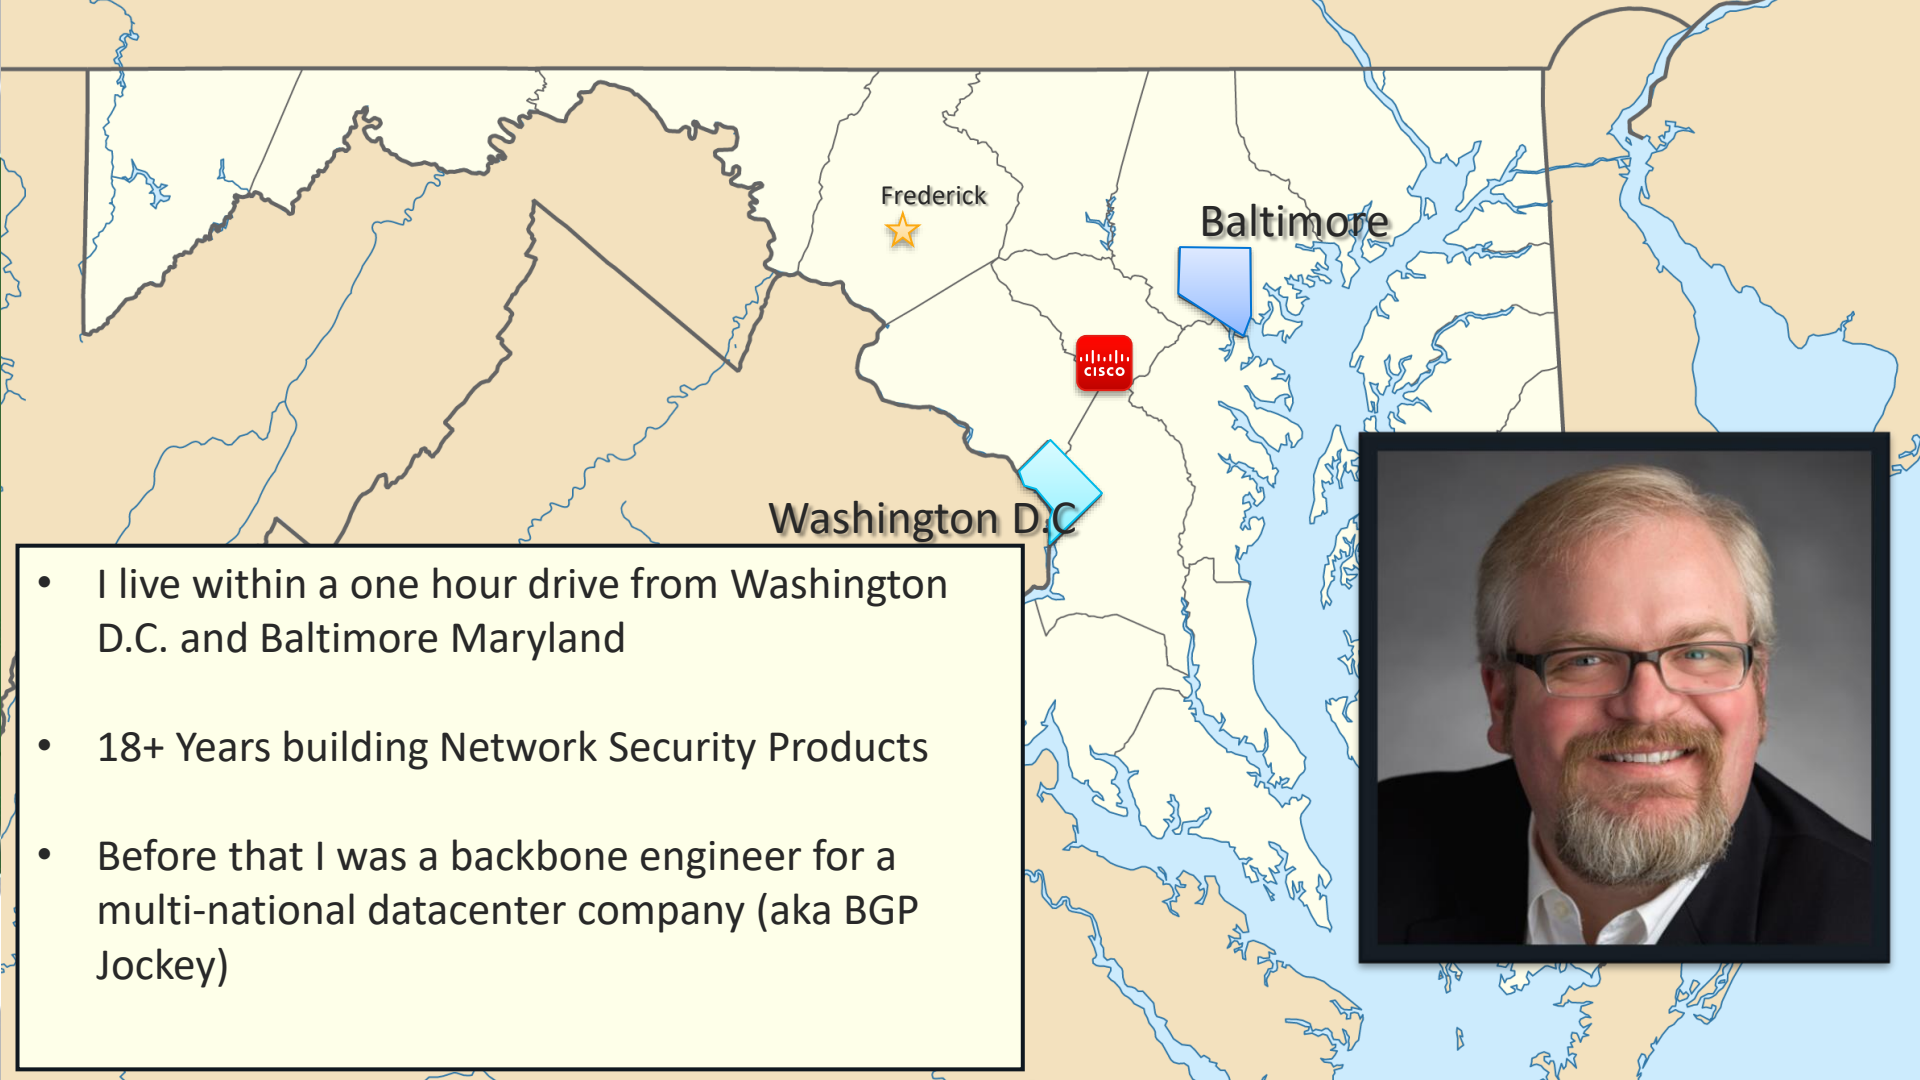 Frederick
Baltimore
CISCO
Washington D.C
• I live within a one hour drive from Washington
D.C. and Baltimore Maryland
• 18+ Years building Network Security Products
• Before that I was a backbone engineer for a
multi-national datacenter company (aka BGP
Jockey)